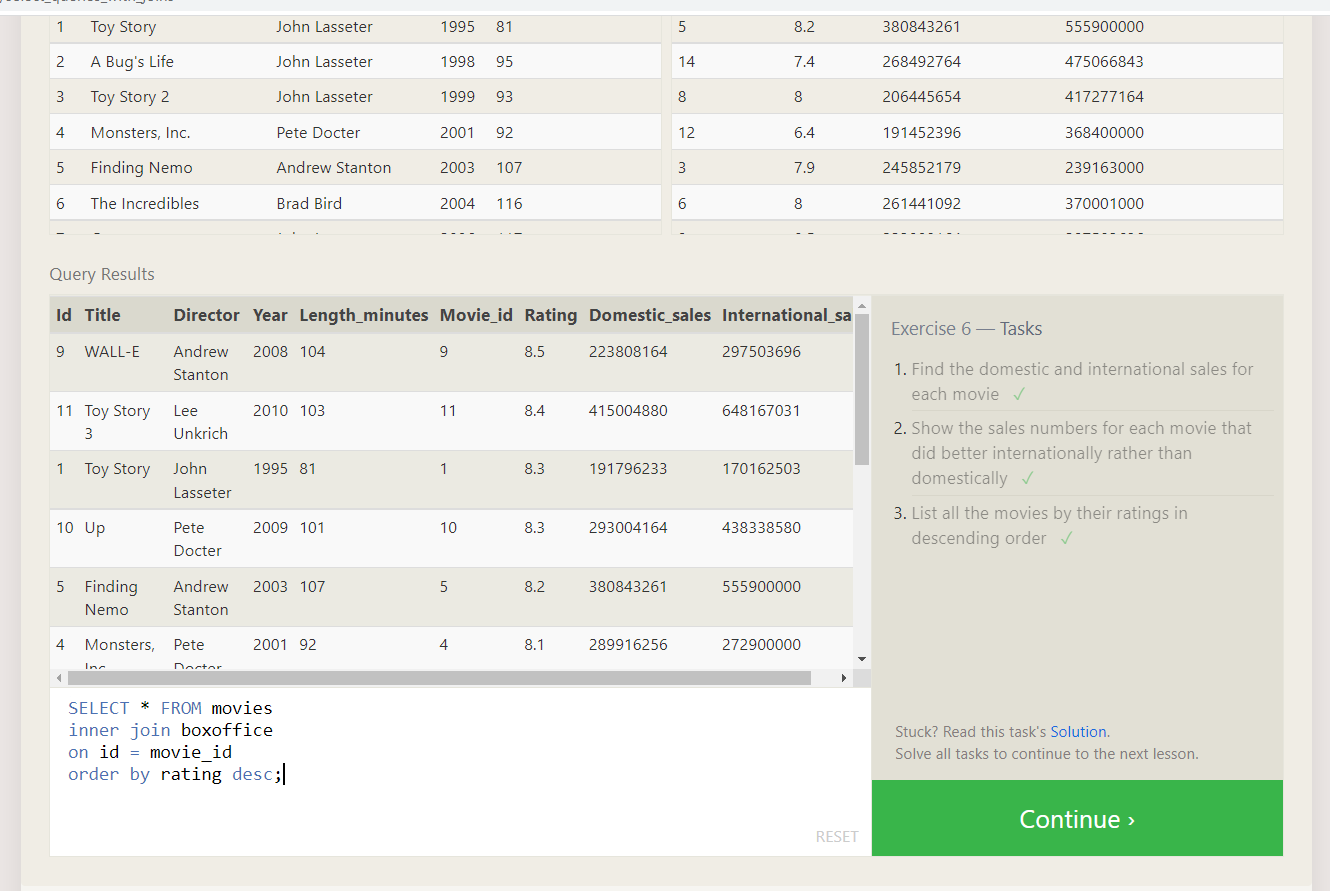 1 Toy Story John Lasseter 1995 81 5 8.2 380843261 555900000
2 A Bug's Life John Lasseter 1998 95 14 7.4 268492764 475066843
3 Toy Story 2 John Lasseter 1999 93 8 8 206445654 417277164
4 Monsters, Inc. Pete Docter 2001 92 12 6.4 191452396 368400000
5 Finding Nemo Andrew Stanton 2003 107 3 7.9 245852179 239163000
6 The Incredibles Brad Bird 2004 116 6 8 261441092 370001000
Query Results
Id Title Director Year Length_minutes Movie_id Rating Domestic_sales International_sa
9 WALL-E Andrew 2008 104 9 8.5 223808164 297503696
Stanton
11 Toy Story Lee 2010 103 11 8.4 415004880 648167031
3 Unkrich
1 Toy Story John 1995 81 1 8.3 191796233 170162503
Lasseter
10 Up Pete 2009 101 10 8.3 293004164 438338580
Docter
5 Finding Andrew 2003 107 5 8.2 380843261 555900000
Nemo Stanton
4 Monsters, Pete 2001 92 4 8.1 289916256 272900000
Inc. Docter
SELECT * FROM movies
inner join boxoffice
on id = movie_id
order by rating desc;
RESET
Exercise 6 — Tasks
1. Find the domestic and international sales for
each movie ✓
2. Show the sales numbers for each movie that
did better internationally rather than
domestically ✓
3. List all the movies by their ratings in
descending order ✓
Stuck? Read this task's Solution.
Solve all tasks to continue to the next lesson.
Continue ›